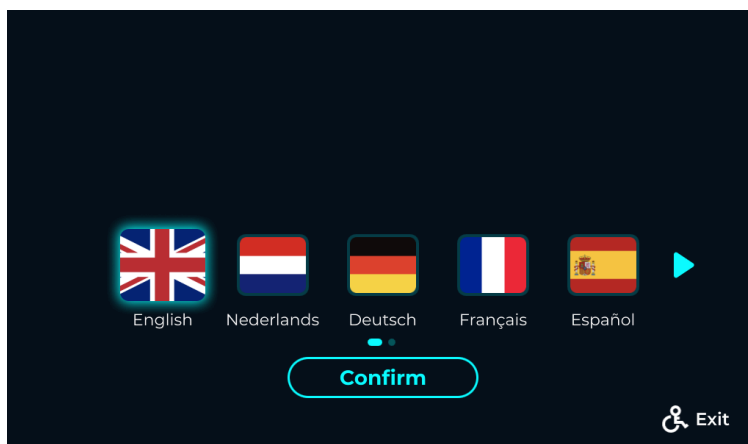 English
Nederlands
Deutsch
Français
Español
Confirm
Exit